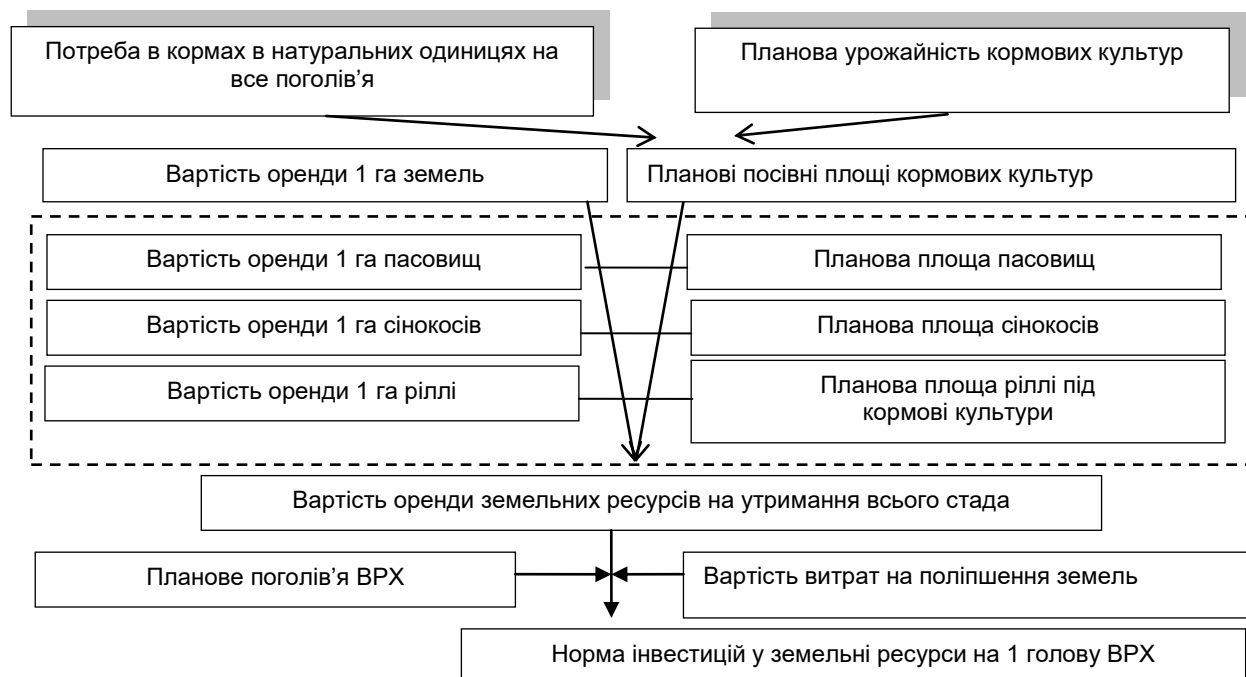 Потреба в кормах в натуральних одиницях на
все поголів’я
Планова урожайність кормових культур
Вартість оренди 1 га земель
Планові посівні площі кормових культур
Вартість оренди 1 га пасовищ
Планова площа пасовищ
Вартість оренди 1 га сінокосів
Планова площа сінокосів
Вартість оренди 1 га ріллі
Планова площа ріллі під
кормові культури
Вартість оренди земельних ресурсів на утримання всього стада
Планове поголів’я ВРХ
Вартість витрат на поліпшення земель
Норма інвестицій у земельні ресурси на 1 голову ВРХ